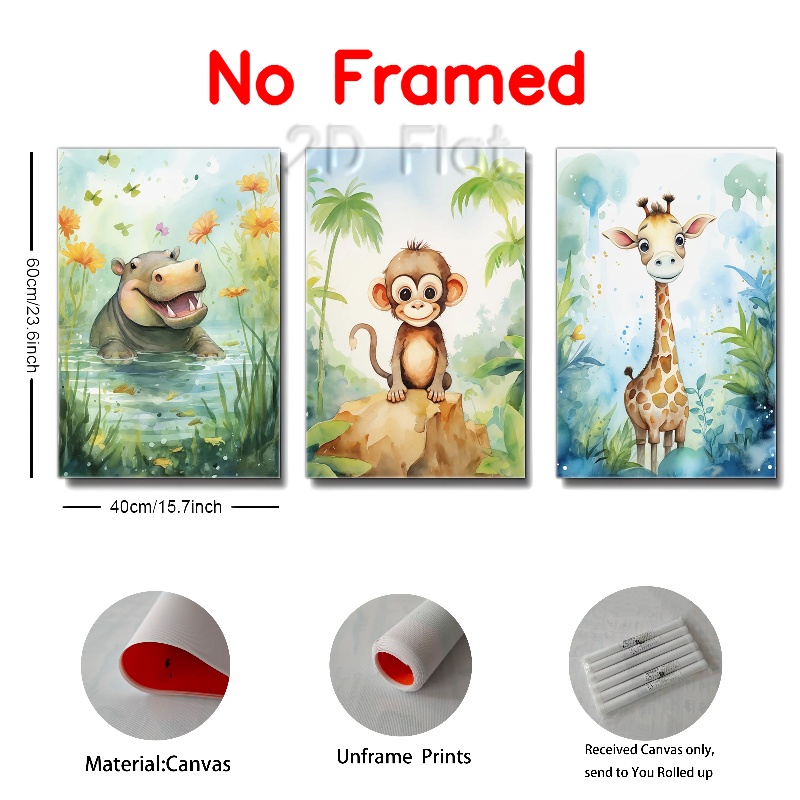 No Framed
2D Flat
60cm/23.6inch
40cm/15.7inch
Material:Canvas
Unframe Prints
Received Canvas only,
send to You Rolled up